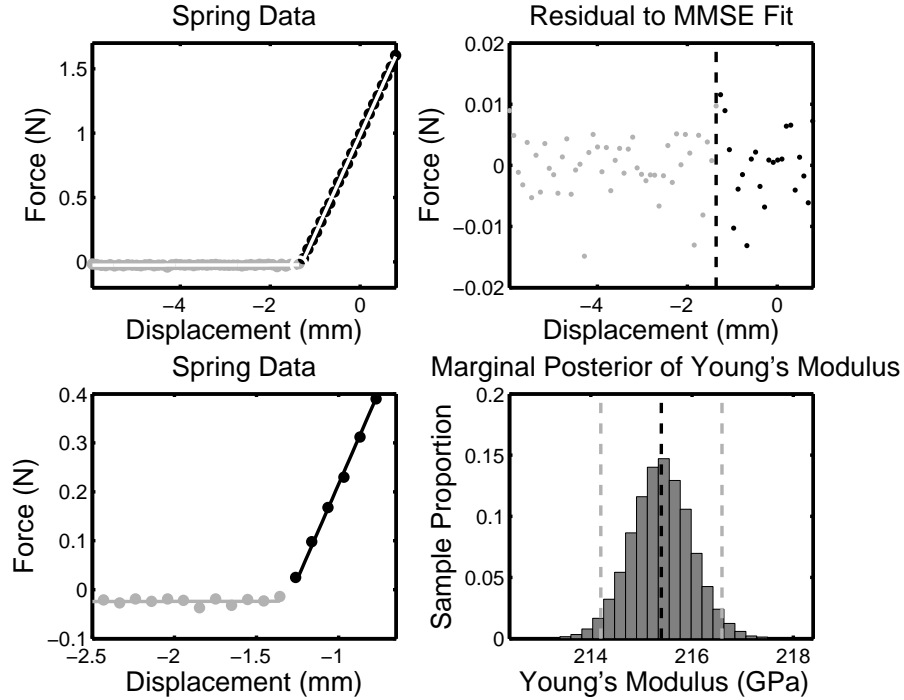 Spring Data
1.5
1
0.5
0
Force (N)
−4
−2
0
Displacement (mm)
Residual to MMSE Fit
0.02
0.01
0
−0.01
−0.02
Force (N)
−4
−2
0
Displacement (mm)
Spring Data
0.4
0.3
0.2
0.1
0
−0.1
Force (N)
−2.5
−2
−1.5
−1
Displacement (mm)
Marginal Posterior of Young's Modulus
0.2
0.15
0.1
0.05
0
Sample Proportion
214
216
218
Young's Modulus (GPa)